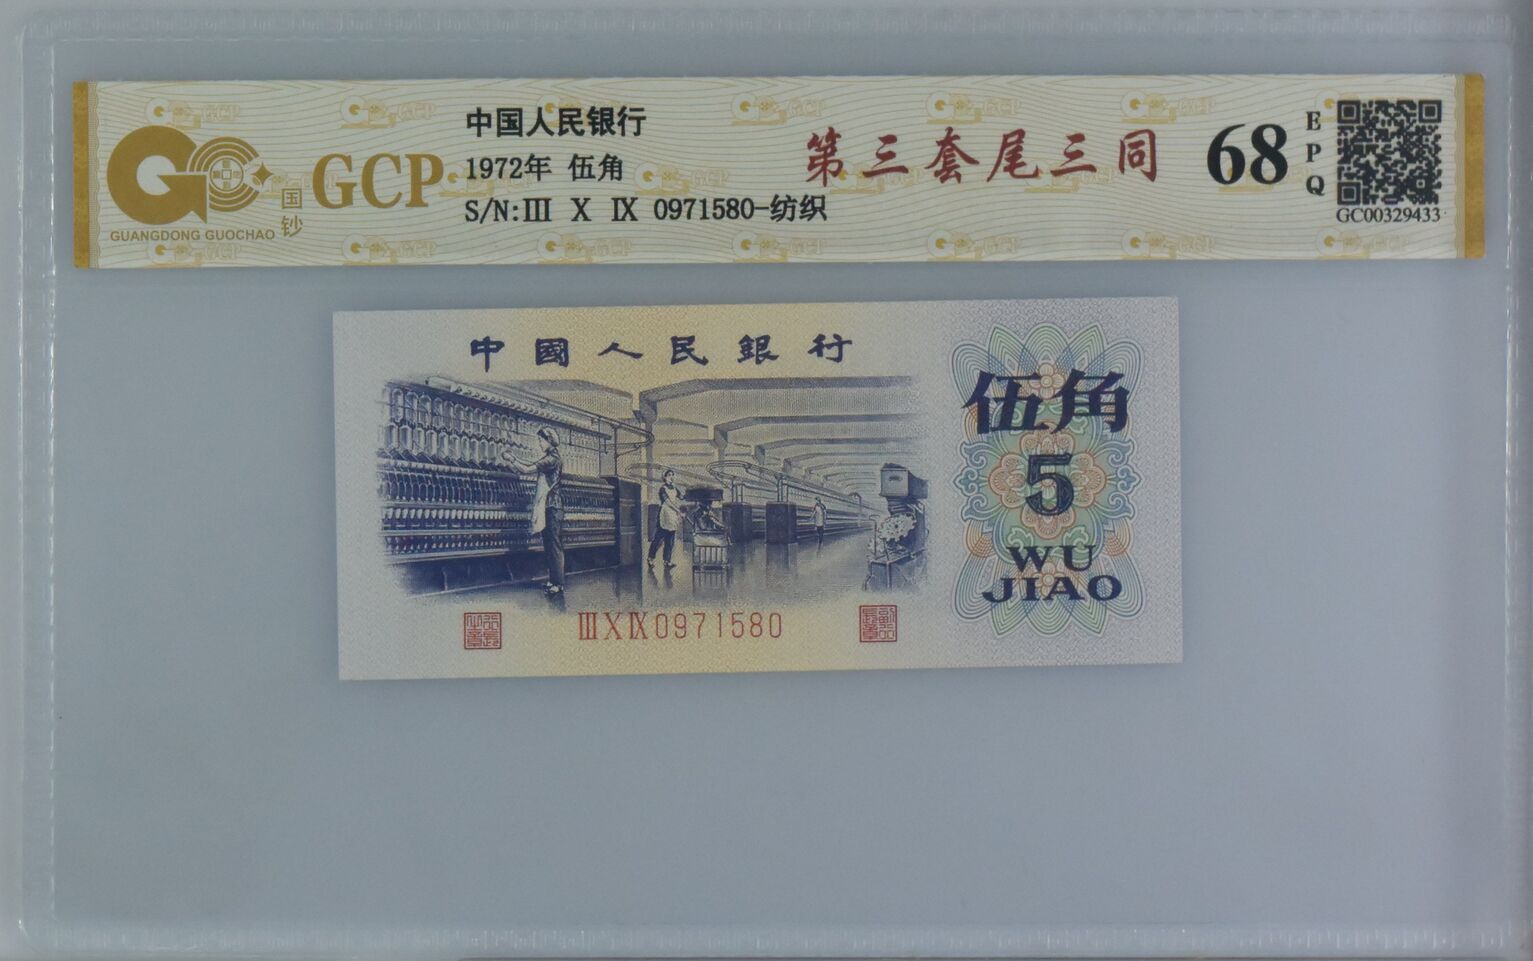 中国人民银行
1972年 伍角
S/N:Ⅲ Ⅹ Ⅸ 0971580-纺织
GCP
国钞
GUANGDONG GUOCHAO
第三套尾三同
68
EPQ
GC00329433
中國人民銀行
伍角
5
WU
JIAO
ⅢⅩⅨ0971580